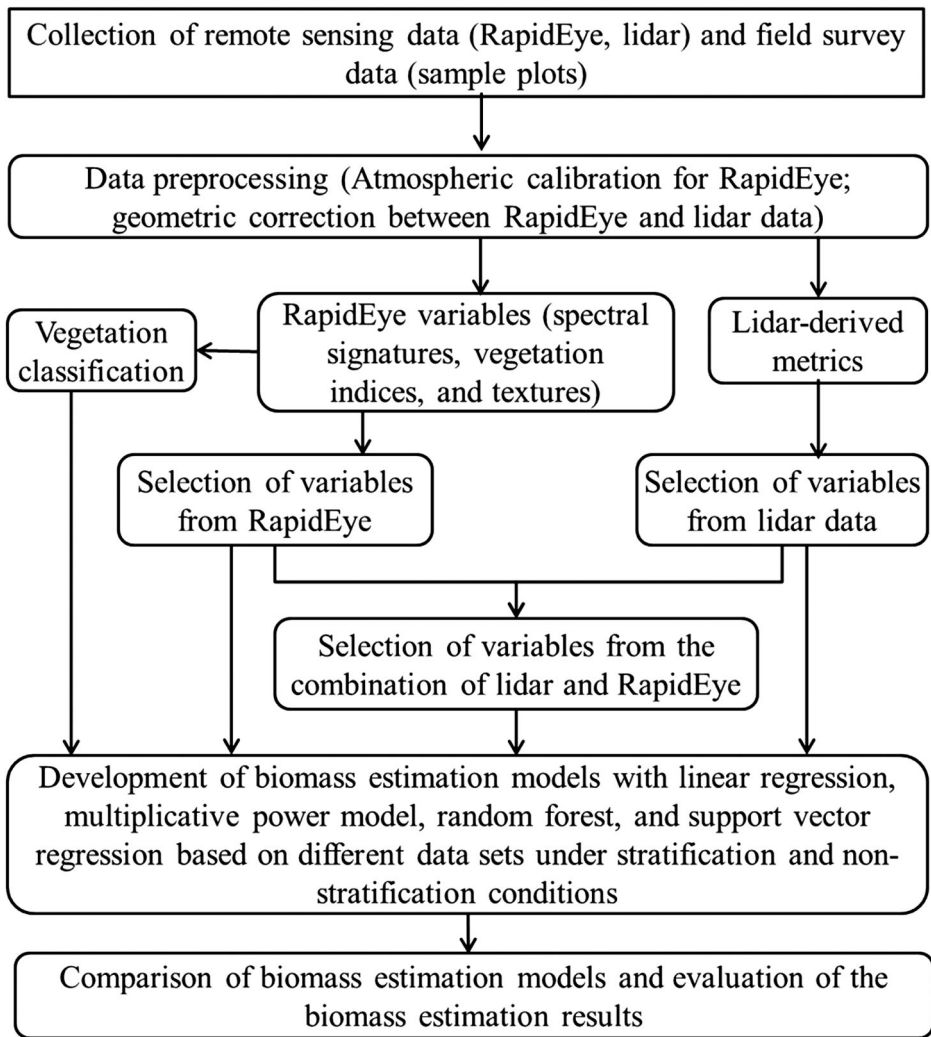 Collection of remote sensing data (RapidEye, lidar) and field survey
data (sample plots)
Data preprocessing (Atmospheric calibration for RapidEye;
geometric correction between RapidEye and lidar data)
Vegetation
classification
RapidEye variables (spectral
signatures, vegetation
indices, and textures)
Lidar-derived
metrics
Selection of variables
from RapidEye
Selection of variables
from lidar data
Selection of variables from the
combination of lidar and RapidEye
Development of biomass estimation models with linear regression,
multiplicative power model, random forest, and support vector
regression based on different data sets under stratification and non-
stratification conditions
Comparison of biomass estimation models and evaluation of the
biomass estimation results